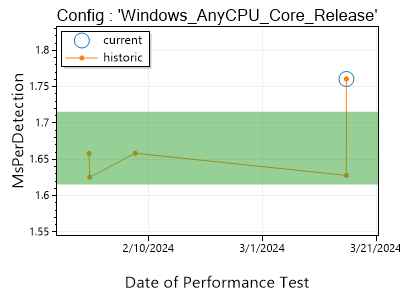 Config : 'Windows_AnyCPU_Core_Release'
current
historic
MsPerDetection
1.8
1.75
1.7
1.65
1.6
1.55
2/10/2024
3/1/2024
3/21/2024
Date of Performance Test